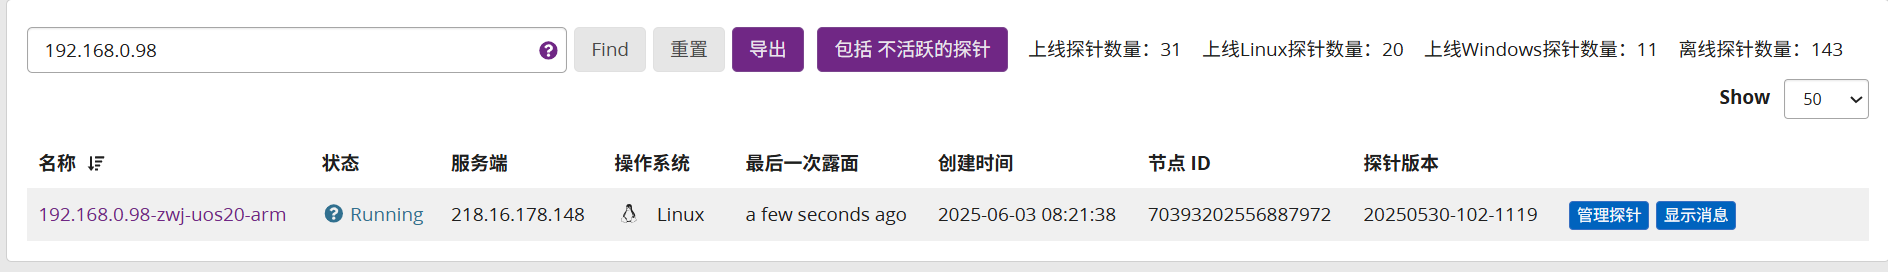 192.168.0.98 Find 重置 导出 包括 不活跃的探针 上线探针数量：31 上线Linux探针数量：20 上线Windows探针数量：11 离线探针数量：143
Show 50
名称 状态 服务端 操作系统 最后一次露面 创建时间 节点 ID 探针版本
192.168.0.98-zwj-uos20-arm Running 218.16.178.148 Linux a few seconds ago 2025-06-03 08:21:38 70393202556887972 20250530-102-1119 管理探针 显示消息